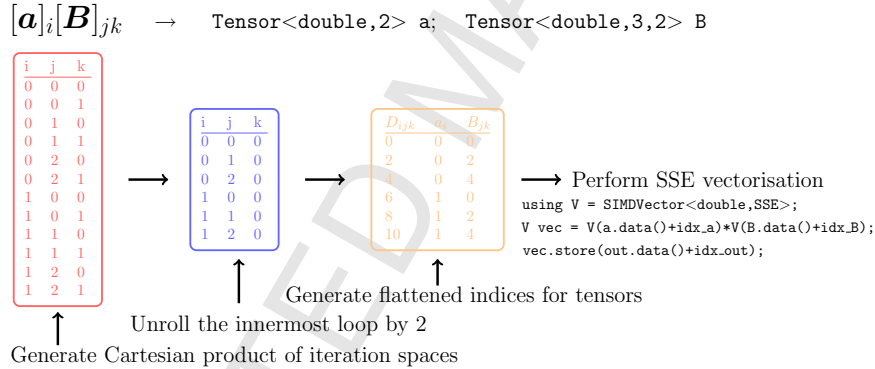 [a]i[B]jk → Tensor<double,2> a; Tensor<double,3,2> B
i j k
0 0 0
0 0 1
0 1 0
0 1 1
0 2 0
0 2 1
1 0 0
1 0 1
1 1 0
1 1 1
1 2 0
1 2 1
i j k
0 0 0
0 1 0
0 2 0
1 0 0
1 1 0
1 2 0
Dijk ai Bjk
0 0 0
2 0 2
4 0 4
6 1 0
8 1 2
10 1 4
Perform SSE vectorisation
using V = SIMDVector<double,SSE>;
V vec = V(a.data()+idx_a)*V(B.data()+idx_B);
vec.store(out.data()+idx_out);
Generate flattened indices for tensors
Unroll the innermost loop by 2
Generate Cartesian product of iteration spaces